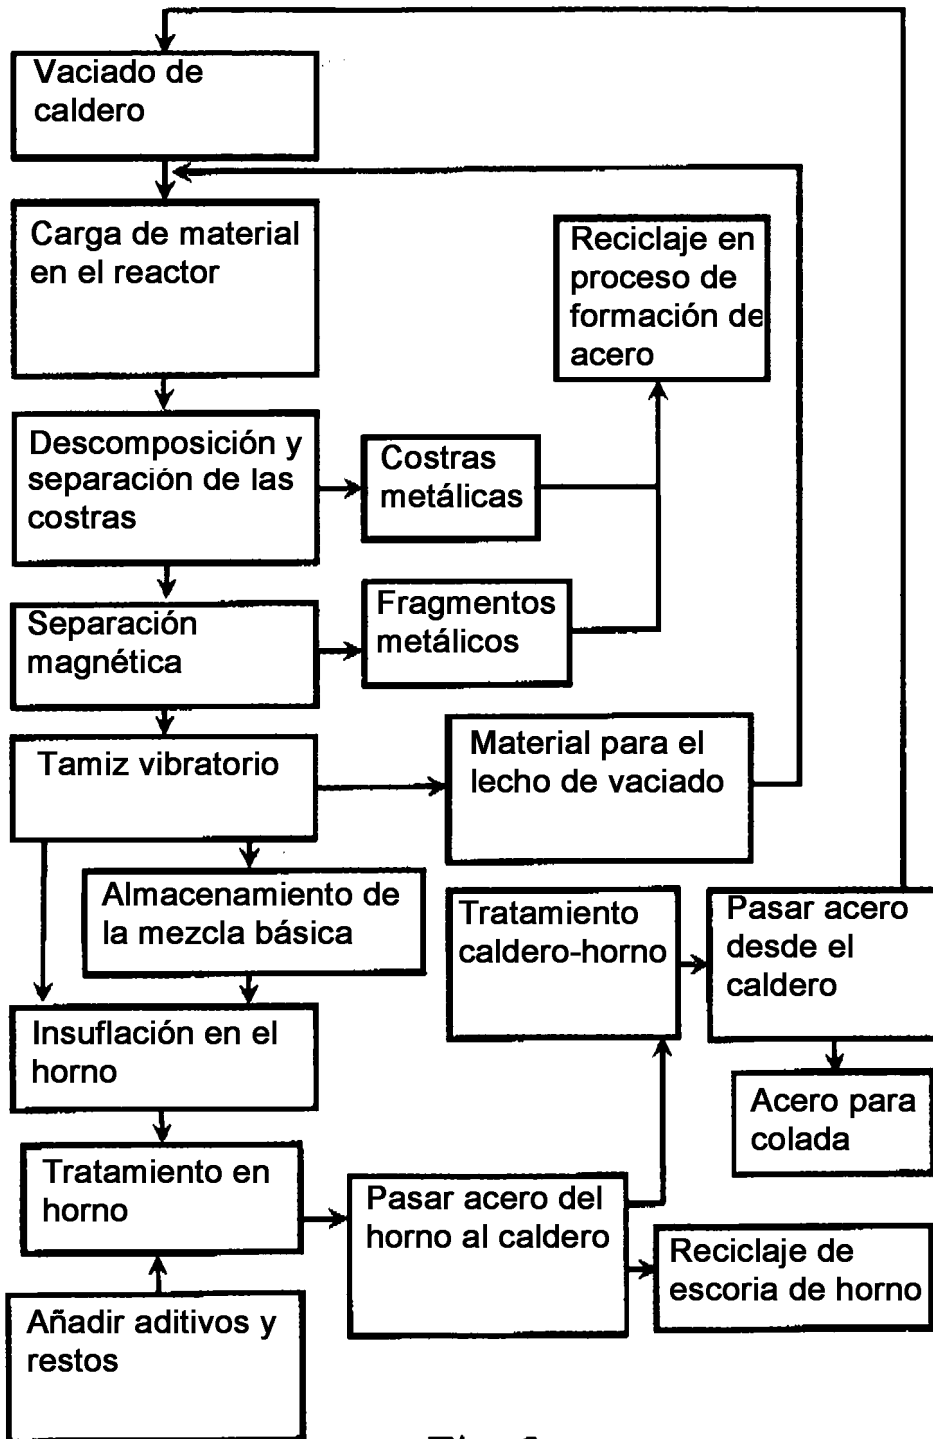 Vaciado de
caldero
Carga de material
en el reactor
Reciclaje en
proceso de
formación de
acero
Descomposición y
separación de las
costras
Costras
metálicas
Separación
magnética
Fragmentos
metálicos
Tamiz vibratorio
Material para el
lecho de vaciado
Almacenamiento de
la mezcla básica
Tratamiento
caldero-horno
Pasar acero
desde el
caldero
Insuflación en el
horno
Acero para
colada
Tratamiento en
horno
Pasar acero del
horno al caldero
Reciclaje de
escoria de horno
Añadir aditivos y
restos